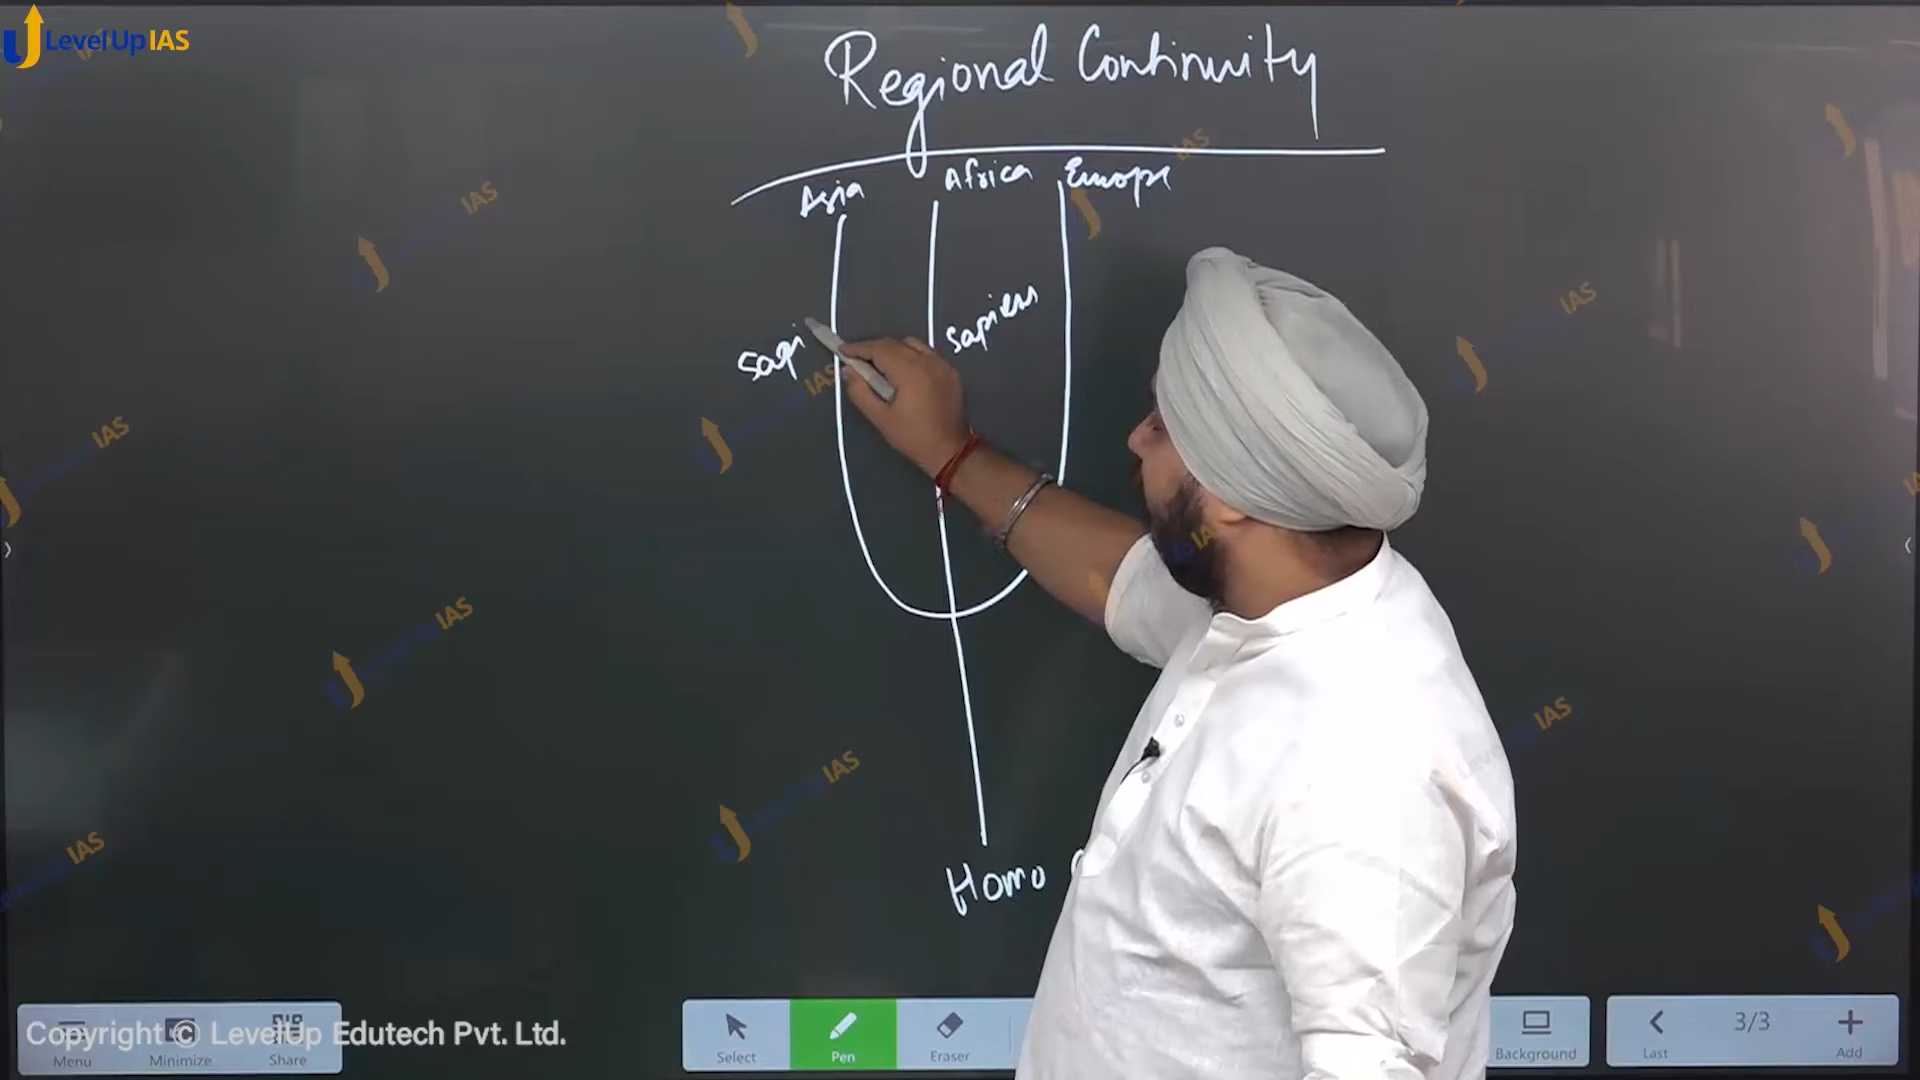 Level Up IAS
Regional Continuity
Asia Africa Europe
Sapiens
Sapi
Homo
Copyright © LevelUp Edutech Pvt. Ltd.
Menu Minimize Share
Select Pen Eraser
Background
Last 3/3 Add